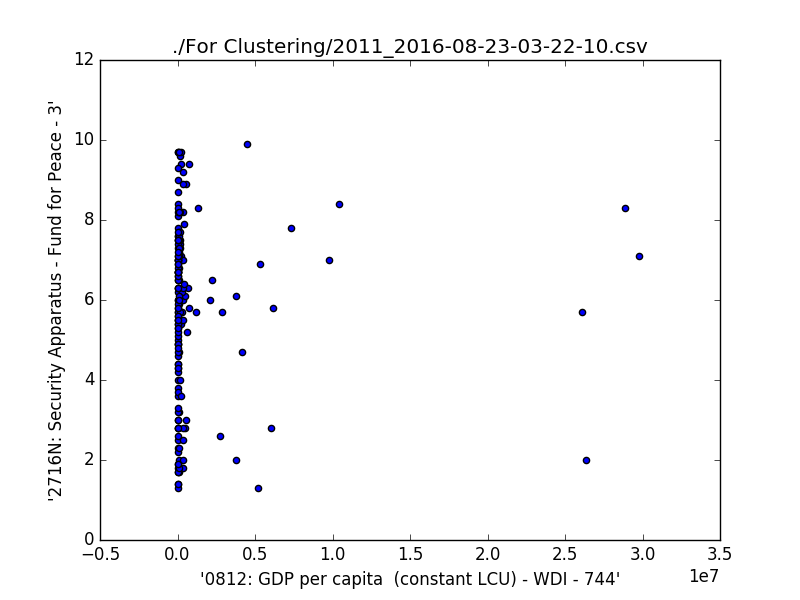 ./For Clustering/2011_2016-08-23-03-22-10.csv
12
10
8
6
4
2
0
'2716N: Security Apparatus - Fund for Peace - 3'
−0.5 0.0 0.5 1.0 1.5 2.0 2.5 3.0 3.5
1e7
'0812: GDP per capita  (constant LCU) - WDI - 744'